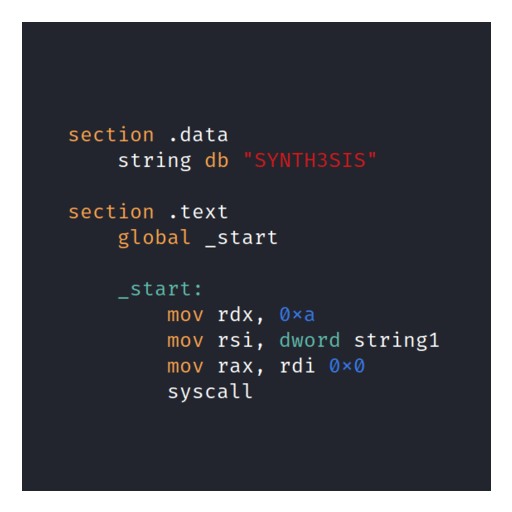 section .data
string db "SYNTH3SIS"
section .text
global _start
_start:
mov rdx, 0×a
mov rsi, dword string1
mov rax, rdi 0×0
syscall